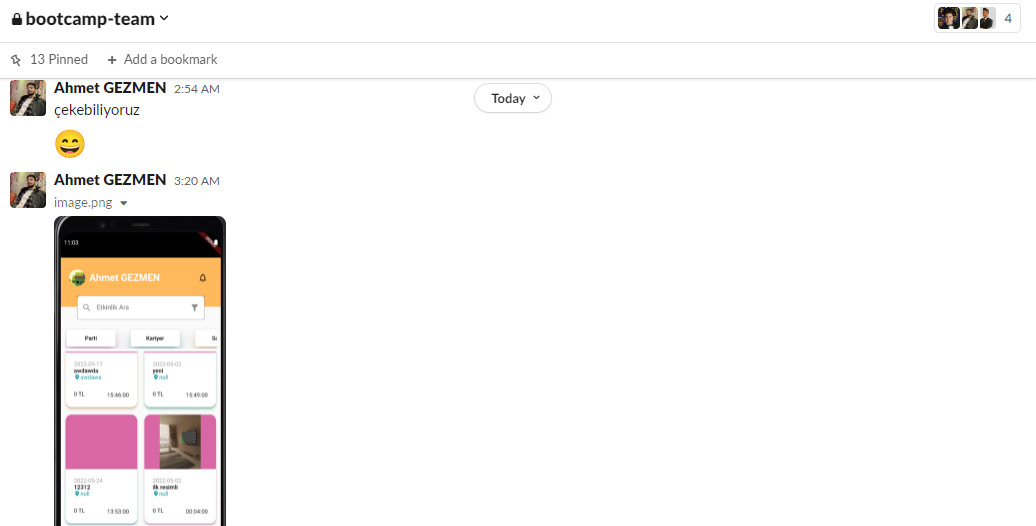 bootcamp-team
4
13 Pinned
+ Add a bookmark
Ahmet GEZMEN 2:54 AM
Today
çekebiliyoruz
Ahmet GEZMEN 3:20 AM
image.png
11:03
Ahmet GEZMEN
Etkinlik Ara
Parti Kariyer
2022-05-17 2022-05-02
awdawda yeni
awdawa null
0 TL 15:46:00 0 TL 15:49:00
2022-05-24 2022-05-02
12312 ilk resimli
null null
0 TL 13:53:00 0 TL 00:04:00